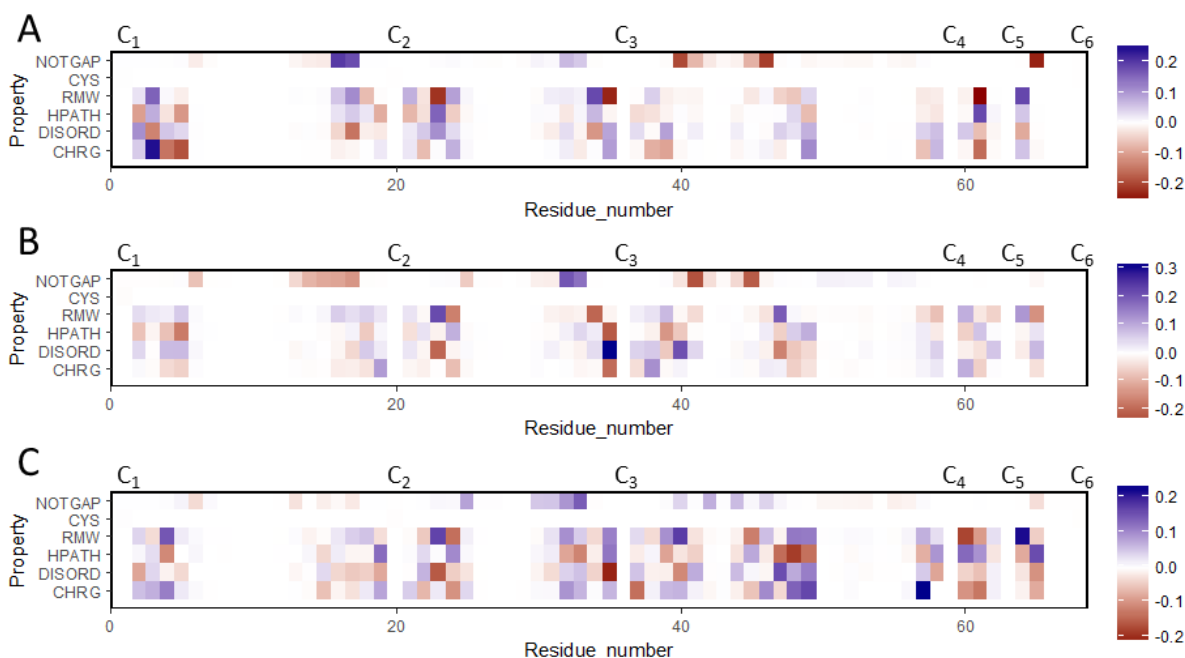 A
C1 C2 C3 C4 C5 C6
NOTGAP
CYS
RMW
HPATH
DISORD
CHRG
Property
0 20 40 60
Residue_number
0.2
0.1
0.0
-0.1
-0.2
B
C1 C2 C3 C4 C5 C6
NOTGAP
CYS
RMW
HPATH
DISORD
CHRG
Property
0 20 40 60
Residue_number
0.3
0.2
0.1
0.0
-0.1
-0.2
C
C1 C2 C3 C4 C5 C6
NOTGAP
CYS
RMW
HPATH
DISORD
CHRG
Property
0 20 40 60
Residue_number
0.2
0.1
0.0
-0.1
-0.2